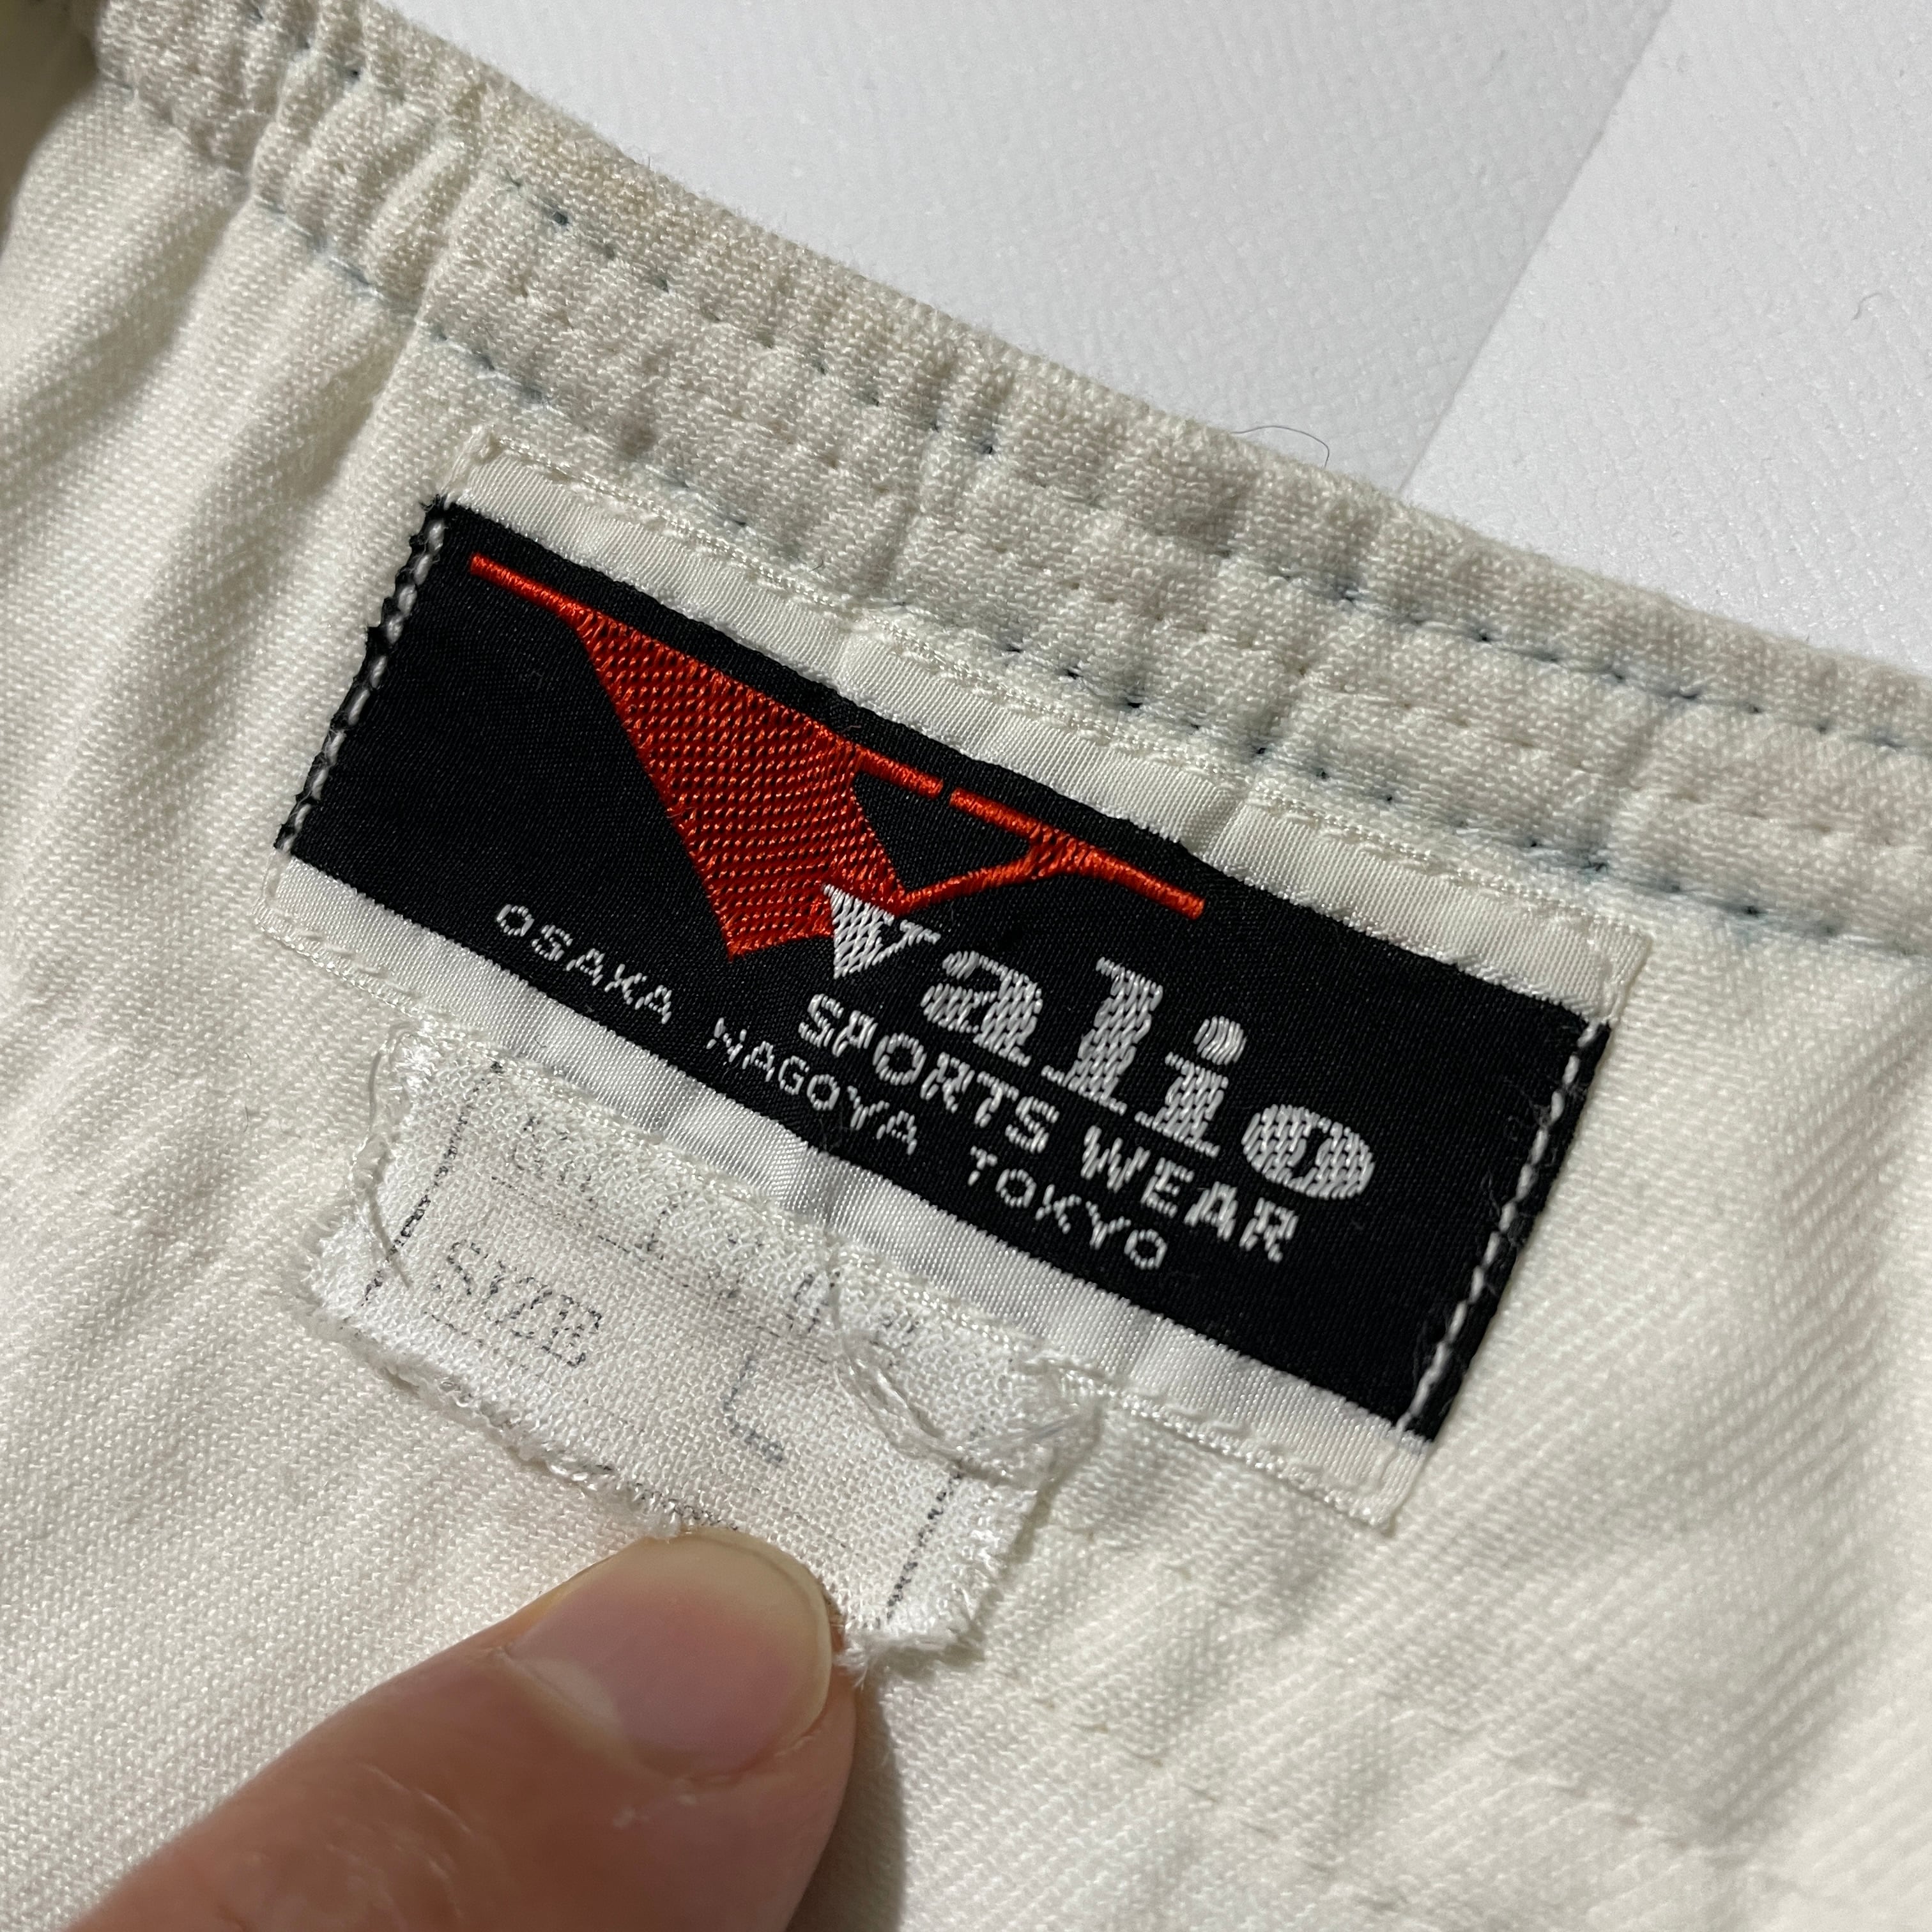 valio
SPORTS WEAR
OSAKA NAGOYA TOKYO
SIZE L